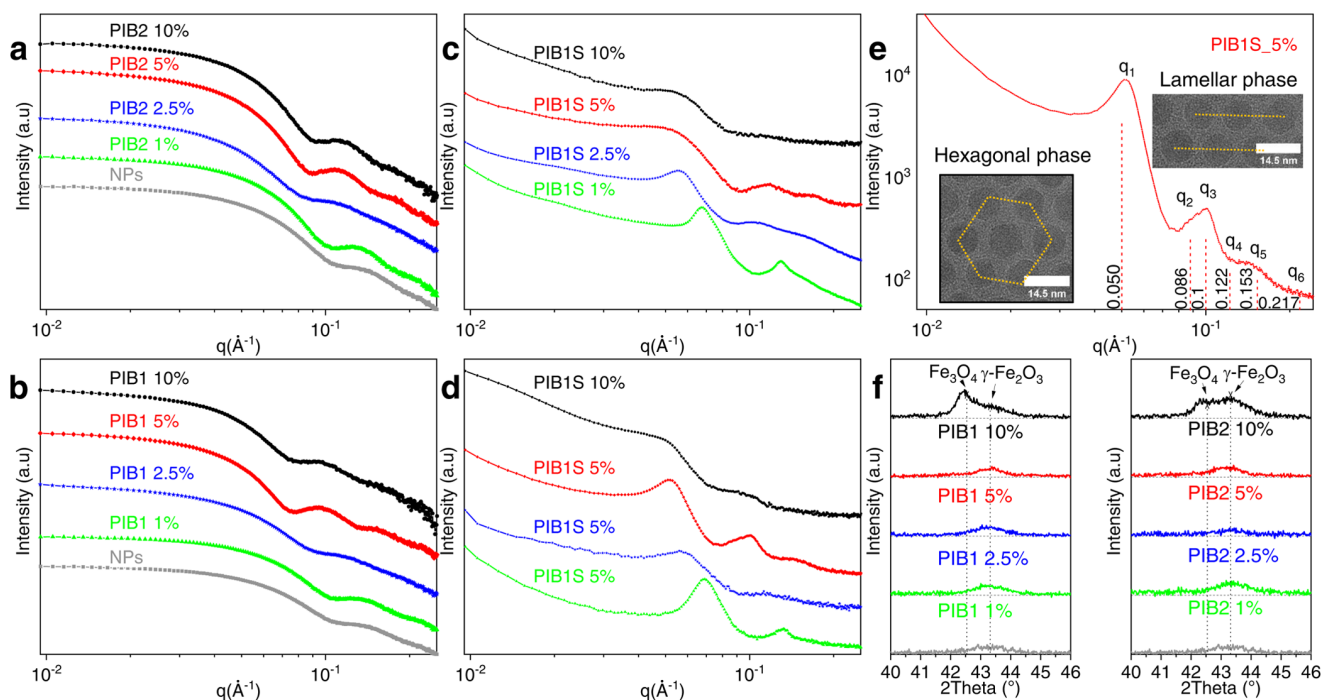 a
PIB2 10%
PIB2 5%
PIB2 2.5%
PIB2 1%
NPs
Intensity (a.u)
10⁻²
10⁻¹
q(Å⁻¹)
c
PIB1S 10%
PIB1S 5%
PIB1S 2.5%
PIB1S 1%
Intensity (a.u)
10⁻²
10⁻¹
q(Å⁻¹)
e
PIB1S_5%
q₁
Lamellar phase
14.5 nm
Hexagonal phase
14.5 nm
q₂
q₃
q₄
q₅
q₆
0.050
0.086
0.1
0.122
0.153
0.217
10⁴
10³
10²
Intensity (a.u)
10⁻²
10⁻¹
q(Å⁻¹)
b
PIB1 10%
PIB1 5%
PIB1 2.5%
PIB1 1%
NPs
Intensity (a.u)
10⁻²
10⁻¹
q(Å⁻¹)
d
PIB1S 10%
PIB1S 5%
PIB1S 5%
PIB1S 5%
Intensity (a.u)
10⁻²
10⁻¹
q(Å⁻¹)
f
Fe₃O₄ γ-Fe₂O₃
PIB1 10%
PIB1 5%
PIB1 2.5%
PIB1 1%
40 41 42 43 44 45 46
2Theta (°)
Fe₃O₄ γ-Fe₂O₃
PIB2 10%
PIB2 5%
PIB2 2.5%
PIB2 1%
40 41 42 43 44 45 46
2Theta (°)